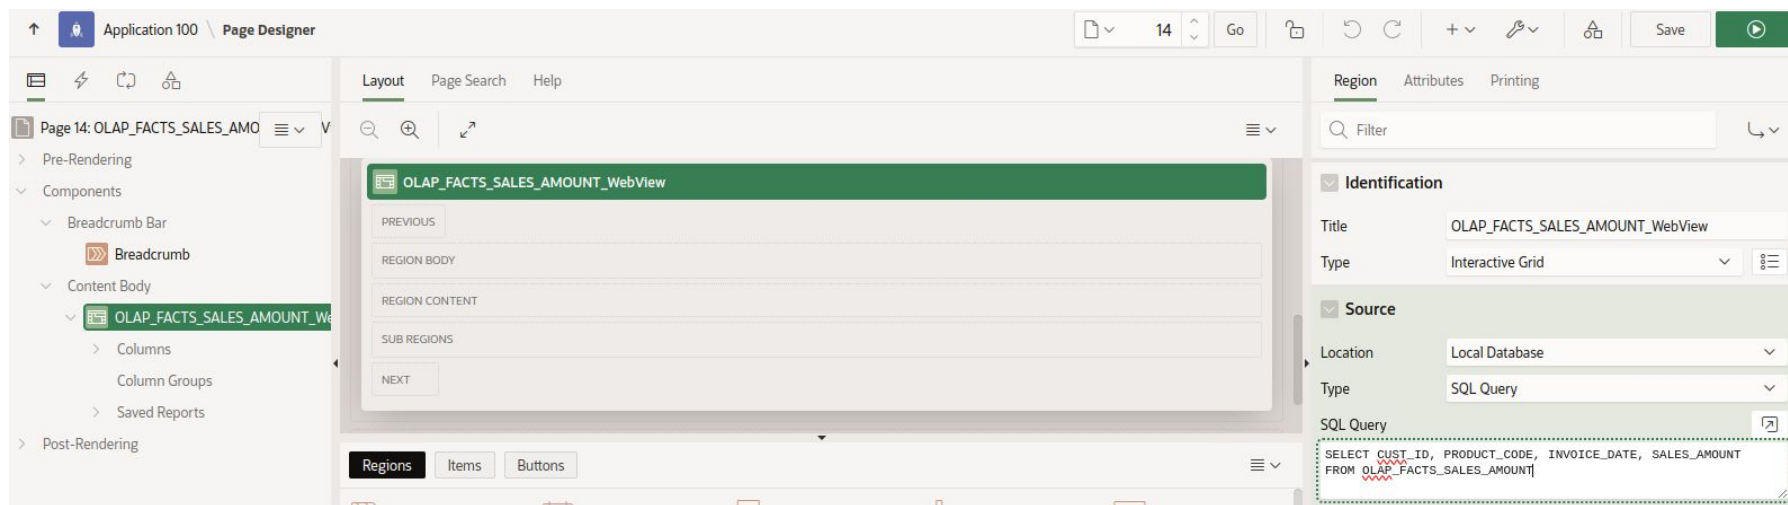 Application 100 \ Page Designer
14
Go
Save
Layout Page Search Help
Region Attributes Printing
Page 14: OLAP_FACTS_SALES_AMO
Pre-Rendering
Components
Breadcrumb Bar
Breadcrumb
Content Body
OLAP_FACTS_SALES_AMOUNT_We
Columns
Column Groups
Saved Reports
Post-Rendering
OLAP_FACTS_SALES_AMOUNT_WebView
PREVIOUS
REGION BODY
REGION CONTENT
SUB REGIONS
NEXT
Regions Items Buttons
Filter
Identification
Title OLAP_FACTS_SALES_AMOUNT_WebView
Type Interactive Grid
Source
Location Local Database
Type SQL Query
SQL Query
SELECT CUST_ID, PRODUCT_CODE, INVOICE_DATE, SALES_AMOUNT
FROM OLAP_FACTS_SALES_AMOUNT